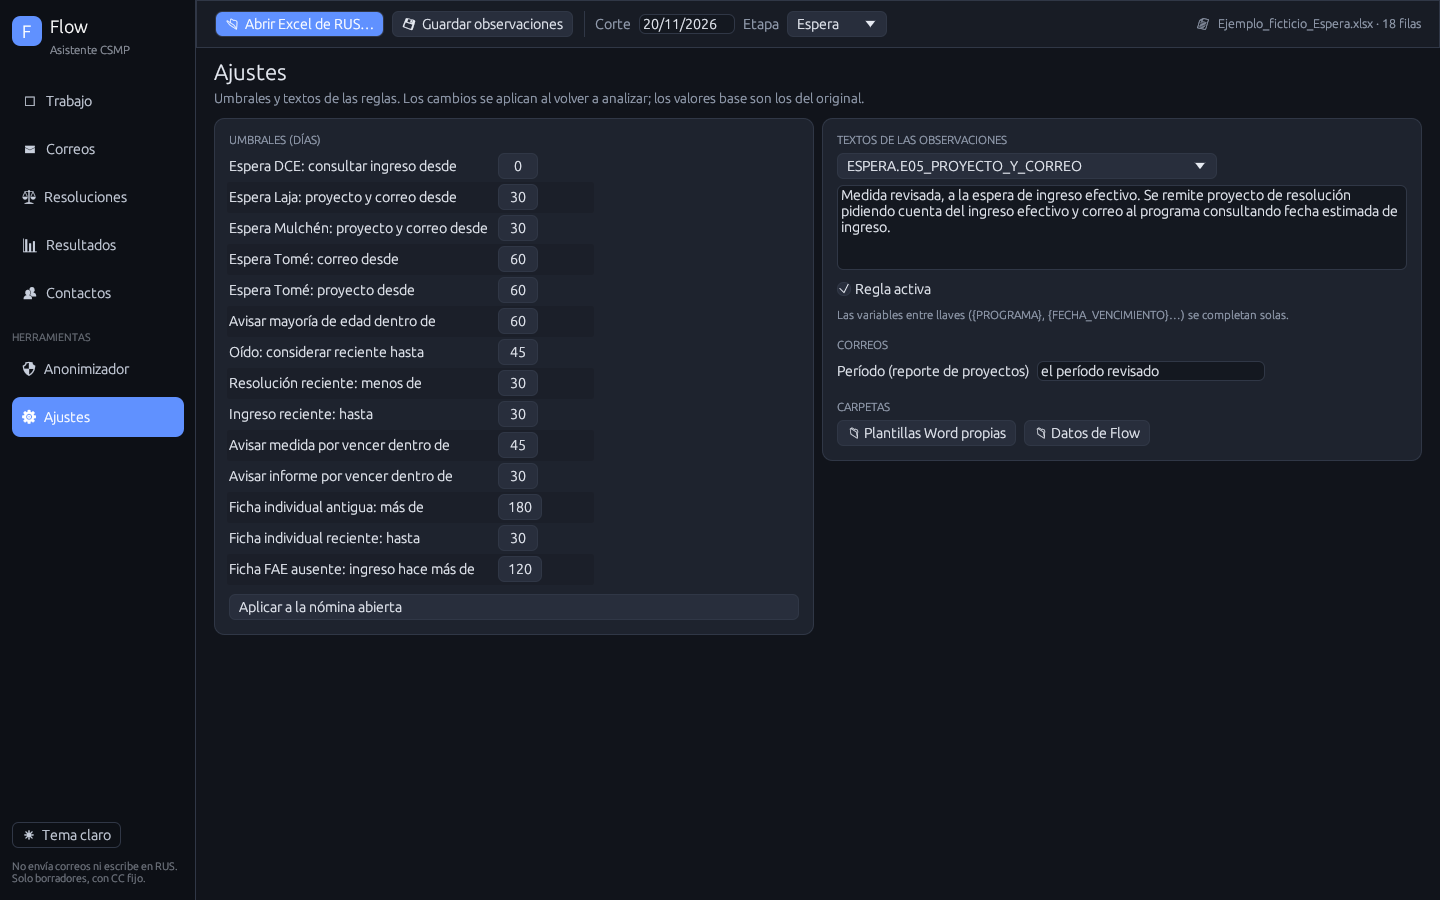 F
Flow
Asistente CSMP
Trabajo
Correos
Resoluciones
Resultados
Contactos
HERRAMIENTAS
Anonimizador
Ajustes
Tema claro
No envía correos ni escribe en RUS.
Solo borradores, con CC fijo.
Abrir Excel de RUS…
Guardar observaciones
Corte 20/11/2026
Etapa Espera
Ejemplo_ficticio_Espera.xlsx · 18 filas
Ajustes
Umbrales y textos de las reglas. Los cambios se aplican al volver a analizar; los valores base son los del original.
UMBRALES (DÍAS)
Espera DCE: consultar ingreso desde 0
Espera Laja: proyecto y correo desde 30
Espera Mulchén: proyecto y correo desde 30
Espera Tomé: correo desde 60
Espera Tomé: proyecto desde 60
Avisar mayoría de edad dentro de 60
Oído: considerar reciente hasta 45
Resolución reciente: menos de 30
Ingreso reciente: hasta 30
Avisar medida por vencer dentro de 45
Avisar informe por vencer dentro de 30
Ficha individual antigua: más de 180
Ficha individual reciente: hasta 30
Ficha FAE ausente: ingreso hace más de 120
Aplicar a la nómina abierta
TEXTOS DE LAS OBSERVACIONES
ESPERA.E05_PROYECTO_Y_CORREO
Medida revisada, a la espera de ingreso efectivo. Se remite proyecto de resolución
pidiendo cuenta del ingreso efectivo y correo al programa consultando fecha estimada de
ingreso.
Regla activa
Las variables entre llaves ({PROGRAMA}, {FECHA_VENCIMIENTO}…) se completan solas.
CORREOS
Período (reporte de proyectos) el período revisado
CARPETAS
Plantillas Word propias
Datos de Flow